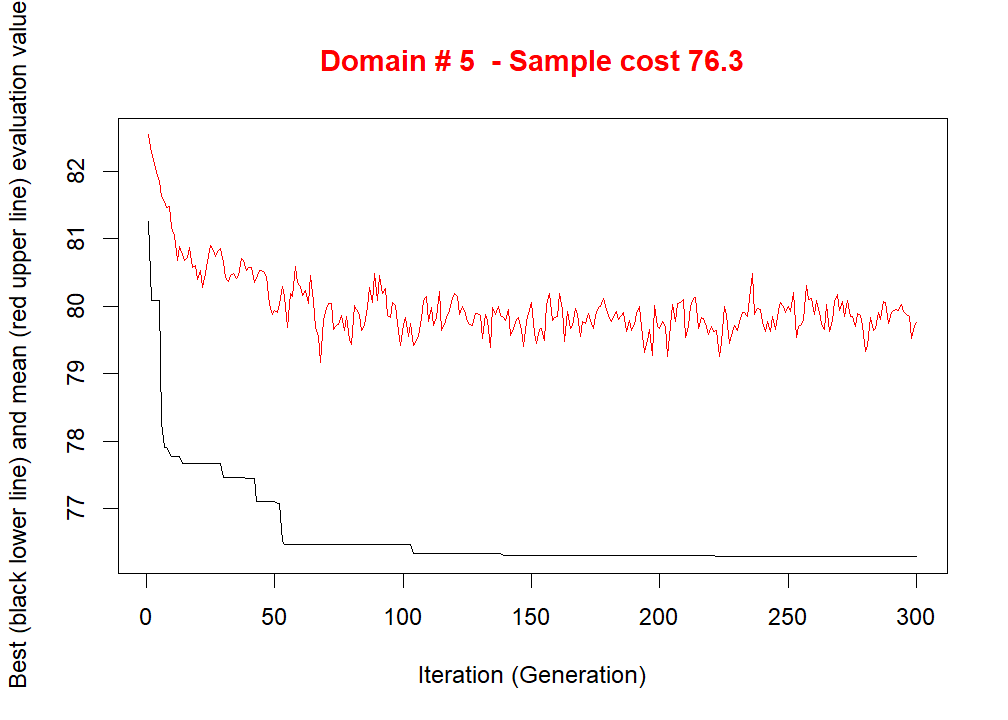 Domain # 5  - Sample cost 76.3
Best (black lower line) and mean (red upper line) evaluation value
82
81
80
79
78
77
0 50 100 150 200 250 300
Iteration (Generation)